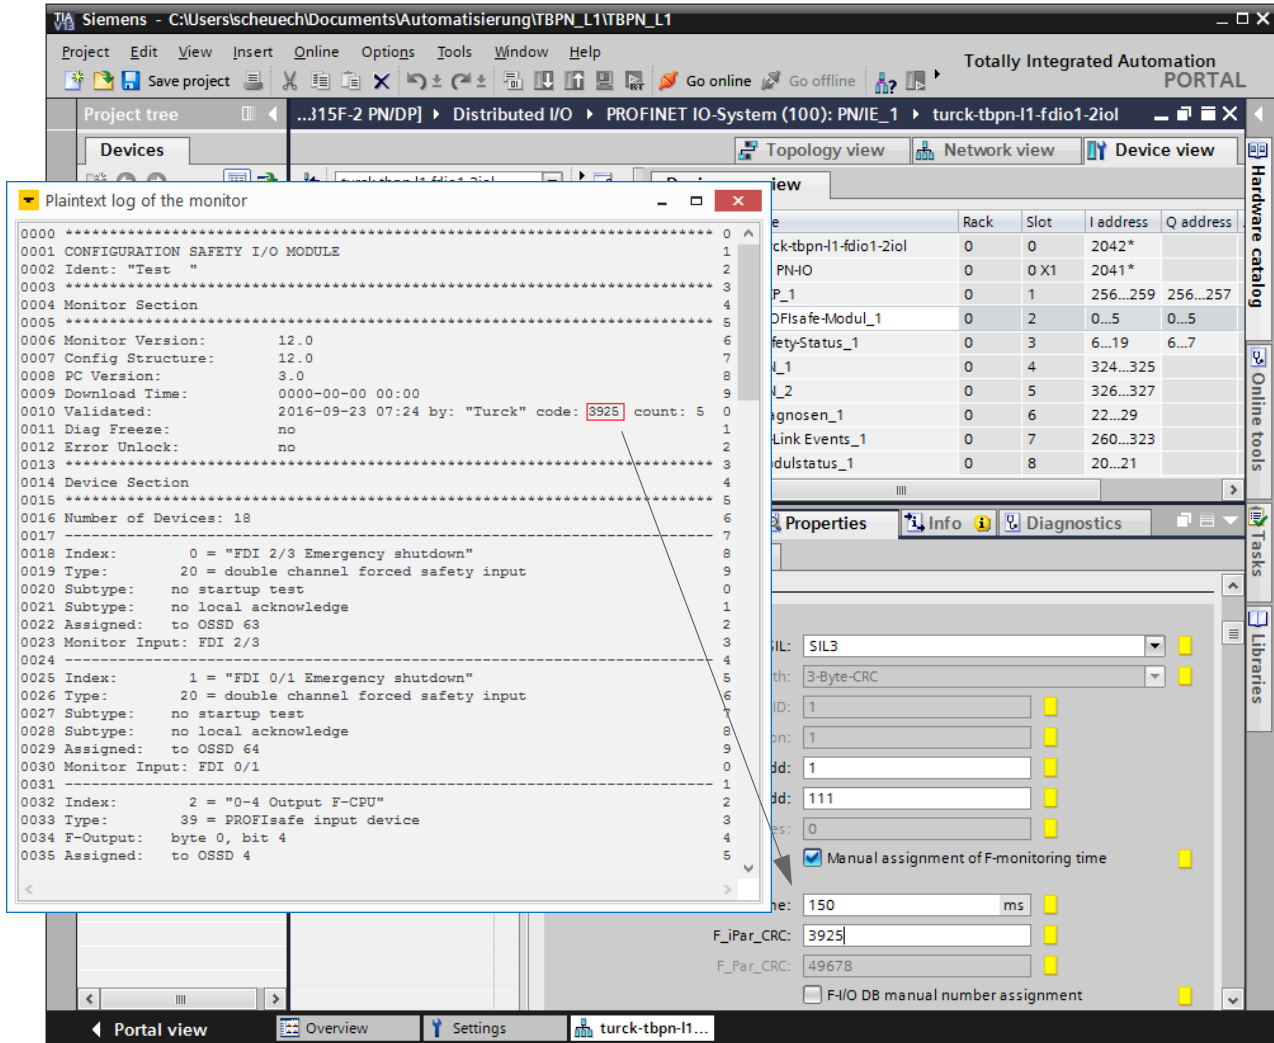 Siemens - C:\Users\scheuech\Documents\Automatisierung\TBPN_L1\TBPN_L1
Project Edit View Insert Online Options Tools Window Help
Totally Integrated Automation
PORTAL
Save project Go online Go offline
Project tree
...315F-2 PN/DP] Distributed I/O PROFINET IO-System (100): PN/IE_1 turck-tbpn-l1-fdio1-2iol
Devices
Topology view Network view Device view
Plaintext log of the monitor
0000 ************************************************************************* 0
0001 CONFIGURATION SAFETY I/O MODULE 1
0002 Ident: "Test  " 2
0003 ************************************************************************* 3
0004 Monitor Section 4
0005 ************************************************************************* 5
0006 Monitor Version: 12.0 6
0007 Config Structure: 12.0 7
0008 PC Version: 3.0 8
0009 Download Time: 0000-00-00 00:00 9
0010 Validated: 2016-09-23 07:24 by: "Turck" code: 3925 count: 5 0
0011 Diag Freeze: no 1
0012 Error Unlock: no 2
0013 ************************************************************************* 3
0014 Device Section 4
0015 ************************************************************************* 5
0016 Number of Devices: 18 6
0017 ------------------------------------------------------------------------- 7
0018 Index: 0 = "FDI 2/3 Emergency shutdown" 8
0019 Type: 20 = double channel forced safety input 9
0020 Subtype: no startup test 0
0021 Subtype: no local acknowledge 1
0022 Assigned: to OSSD 63 2
0023 Monitor Input: FDI 2/3 3
0024 ------------------------------------------------------------------------- 4
0025 Index: 1 = "FDI 0/1 Emergency shutdown" 5
0026 Type: 20 = double channel forced safety input 6
0027 Subtype: no startup test 7
0028 Subtype: no local acknowledge 8
0029 Assigned: to OSSD 64 9
0030 Monitor Input: FDI 0/1 0
0031 ------------------------------------------------------------------------- 1
0032 Index: 2 = "0-4 Output F-CPU" 2
0033 Type: 39 = PROFIsafe input device 3
0034 F-Output: byte 0, bit 4 4
0035 Assigned: to OSSD 4 5
iew
e Rack Slot I address Q address
ck-tbpn-l1-fdio1-2iol 0 0 2042*
PN-IO 0 0 X1 2041*
P_1 0 1 256...259 256...257
OFIsafe-Modul_1 0 2 0...5 0...5
fety-Status_1 0 3 6...19 6...7
_1 0 4 324...325
_2 0 5 326...327
agnosen_1 0 6 22...29
Link Events_1 0 7 260...323
dulstatus_1 0 8 20...21
Properties Info Diagnostics
SIL: SIL3
th: 3-Byte-CRC
ID: 1
on: 1
dd: 1
dd: 111
es: 0
Manual assignment of F-monitoring time
ne: 150 ms
F_iPar_CRC: 3925
F_Par_CRC: 49678
F-I/O DB manual number assignment
Hardware catalog
Online tools
Tasks
Libraries
Portal view Overview Settings turck-tbpn-l1...